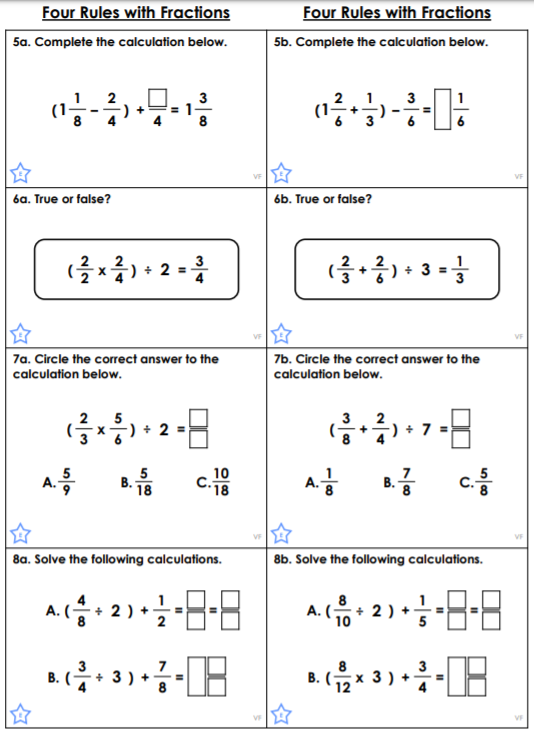 Four Rules with Fractions
Four Rules with Fractions
5a. Complete the calculation below.
(1 1/8 - 2/4) + □/4 = 1 3/8
E
VF
5b. Complete the calculation below.
(1 2/6 + 1/3) - 3/6 = □ 1/6
E
VF
6a. True or false?
(2/2 x 2/4) ÷ 2 = 3/4
E
VF
6b. True or false?
(2/3 + 2/6) ÷ 3 = 1/3
E
VF
7a. Circle the correct answer to the
calculation below.
(2/3 x 5/6) ÷ 2 = □/□
A. 5/9 B. 5/18 C. 10/18
E
VF
7b. Circle the correct answer to the
calculation below.
(3/8 + 2/4) ÷ 7 = □/□
A. 1/8 B. 7/8 C. 5/8
E
VF
8a. Solve the following calculations.
A. (4/8 ÷ 2) + 1/2 = □/□ = □/□
B. (3/4 ÷ 3) + 7/8 = □ □/□
E
VF
8b. Solve the following calculations.
A. (8/10 ÷ 2) + 1/5 = □/□ = □/□
B. (8/12 x 3) + 3/4 = □ □/□
E
VF